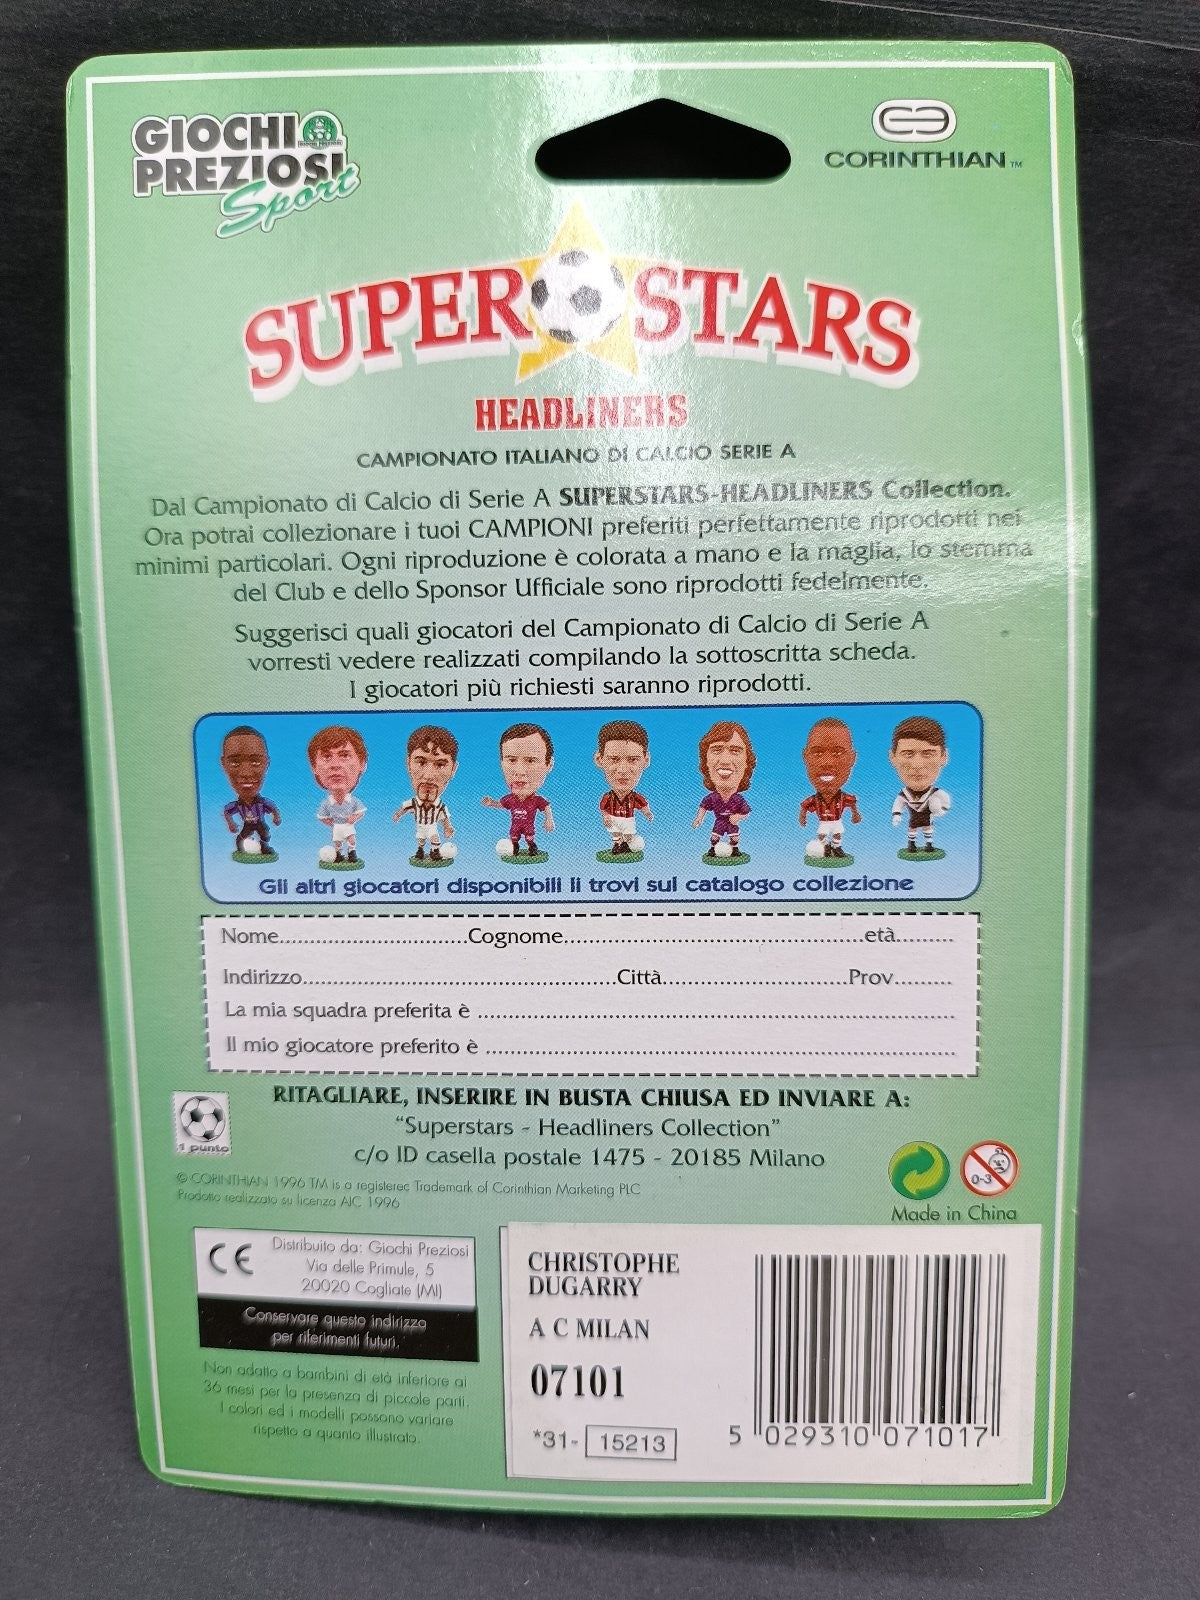 GIOCHI
PREZIOSI
Sport
CORINTHIAN™
SUPER STARS
HEADLINERS
CAMPIONATO ITALIANO DI CALCIO SERIE A
Dal Campionato di Calcio di Serie A SUPERSTARS-HEADLINERS Collection.
Ora potrai collezionare i tuoi CAMPIONI preferiti perfettamente riprodotti nei
minimi particolari. Ogni riproduzione è colorata a mano e la maglia, lo stemma
del Club e dello Sponsor Ufficiale sono riprodotti fedelmente.
Suggerisci quali giocatori del Campionato di Calcio di Serie A
vorresti vedere realizzati compilando la sottoscritta scheda.
I giocatori più richiesti saranno riprodotti.
Gli altri giocatori disponibili li trovi sul catalogo collezione
Nome...............................Cognome.................................................età..........
Indirizzo...................................................Città..............................Prov..........
La mia squadra preferita è ...............................................................................
Il mio giocatore preferito è .............................................................................
RITAGLIARE, INSERIRE IN BUSTA CHIUSA ED INVIARE A:
"Superstars - Headliners Collection"
c/o ID casella postale 1475 - 20185 Milano
1 punto
© CORINTHIAN 1996 TM is a registerec Trademark of Corinthian Marketing PLC
Prodotto realizzato su licenza AIC 1996
0-3
Made in China
CE
Distribuito da: Giochi Preziosi
Via delle Primule, 5
20020 Cogliate (MI)
Conservare questo indirizzo
per riferimenti futuri.
Non adatto a bambini di età inferiore ai
36 mesi per la presenza di piccole parti.
I colori ed i modelli possono variare
rispetto a quanto illustrato.
CHRISTOPHE
DUGARRY
A C MILAN
07101
*31- 15213
5 029310 071017